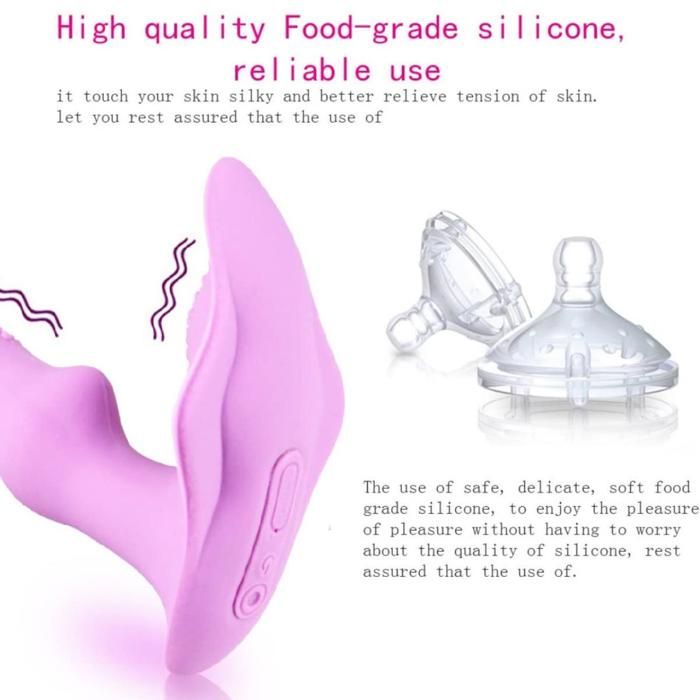 High quality Food-grade silicone,
reliable use
it touch your skin silky and better relieve tension of skin.
let you rest assured that the use of
The use of safe, delicate, soft food
grade silicone, to enjoy the pleasure
of pleasure without having to worry
about the quality of silicone, rest
assured that the use of.